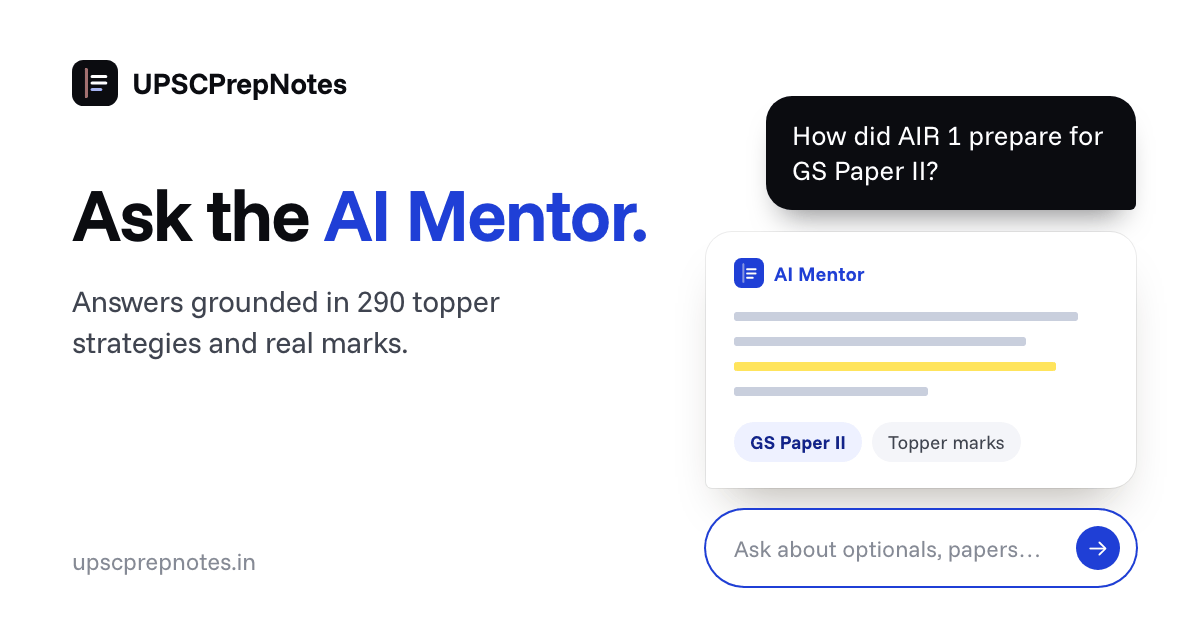 UPSCPrepNotes
Ask the AI Mentor.
Answers grounded in 290 topper
strategies and real marks.
upscprepnotes.in
How did AIR 1 prepare for
GS Paper II?
AI Mentor
GS Paper II
Topper marks
Ask about optionals, papers…